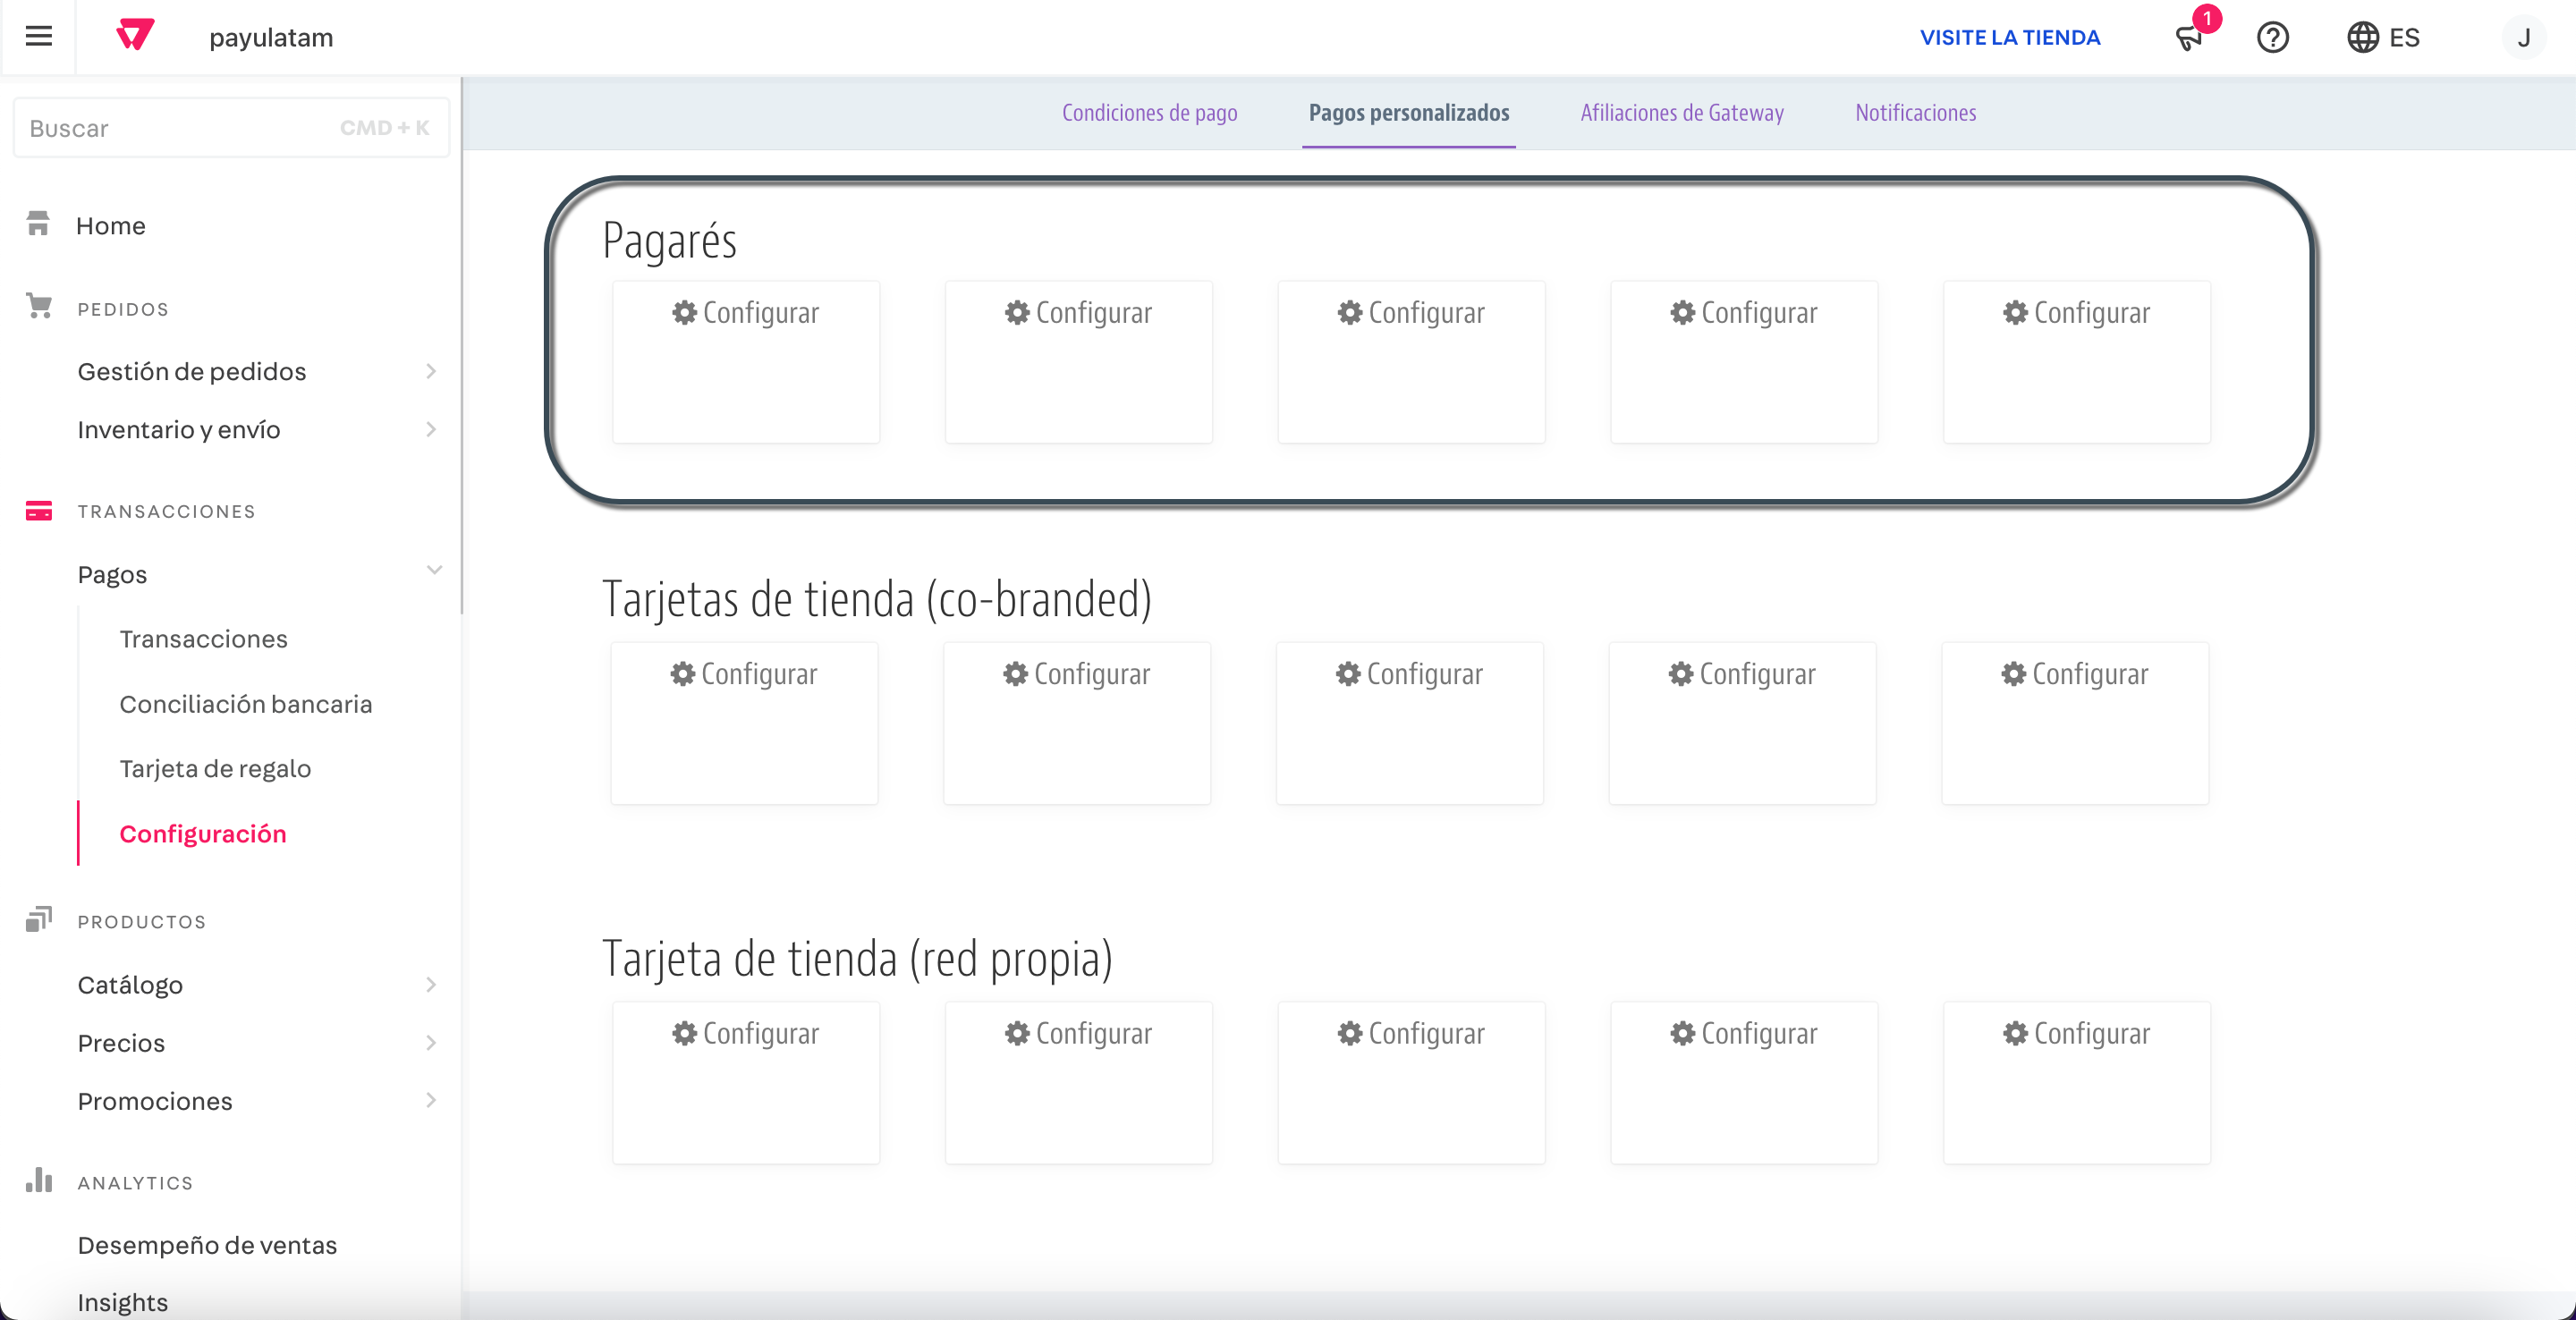 payulatam
VISITE LA TIENDA
1
ES
J
Buscar CMD + K
Home
PEDIDOS
Gestión de pedidos
Inventario y envío
TRANSACCIONES
Pagos
Transacciones
Conciliación bancaria
Tarjeta de regalo
Configuración
PRODUCTOS
Catálogo
Precios
Promociones
ANALYTICS
Desempeño de ventas
Insights
Condiciones de pago Pagos personalizados Afiliaciones de Gateway Notificaciones
Pagarés
Configurar Configurar Configurar Configurar Configurar
Tarjetas de tienda (co-branded)
Configurar Configurar Configurar Configurar Configurar
Tarjeta de tienda (red propia)
Configurar Configurar Configurar Configurar Configurar